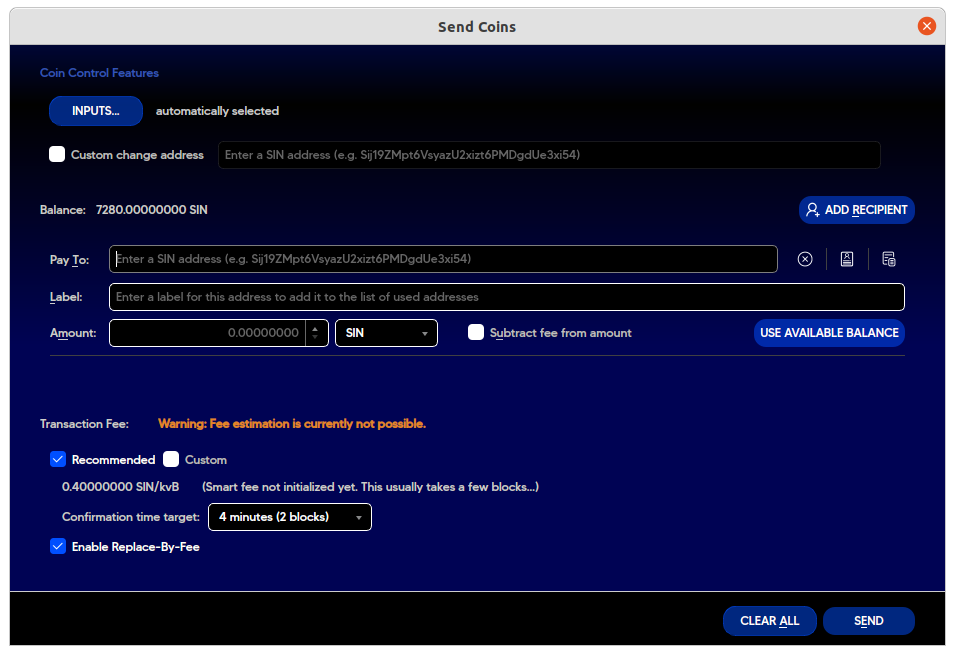 Send Coins
Coin Control Features
INPUTS... automatically selected
Custom change address Enter a SIN address (e.g. Sij19ZMpt6VsyazU2xizt6PMDgdUe3xi54)
Balance: 7280.00000000 SIN ADD RECIPIENT
Pay To: Enter a SIN address (e.g. Sij19ZMpt6VsyazU2xizt6PMDgdUe3xi54)
Label: Enter a label for this address to add it to the list of used addresses
Amount: 0.00000000 SIN Subtract fee from amount USE AVAILABLE BALANCE
Transaction Fee: Warning: Fee estimation is currently not possible.
Recommended Custom
0.40000000 SIN/kvB (Smart fee not initialized yet. This usually takes a few blocks...)
Confirmation time target: 4 minutes (2 blocks)
Enable Replace-By-Fee
CLEAR ALL SEND